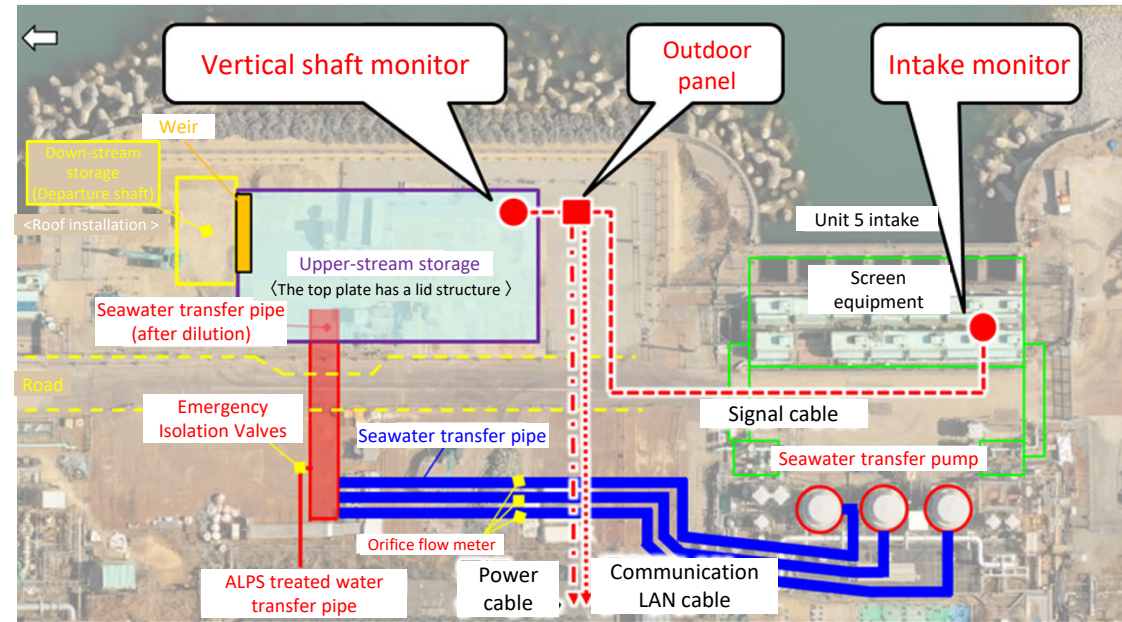 Vertical shaft monitor
Outdoor
panel
Intake monitor
Weir
Down-stream
storage
(Departure shaft)
<Roof installation >
Unit 5 intake
Upper-stream storage
〈The top plate has a lid structure 〉
Screen
equipment
Seawater transfer pipe
(after dilution)
Road
Emergency
Isolation Valves
Signal cable
Seawater transfer pipe
Seawater transfer pump
Orifice flow meter
ALPS treated water
transfer pipe
Power
cable
Communication
LAN cable